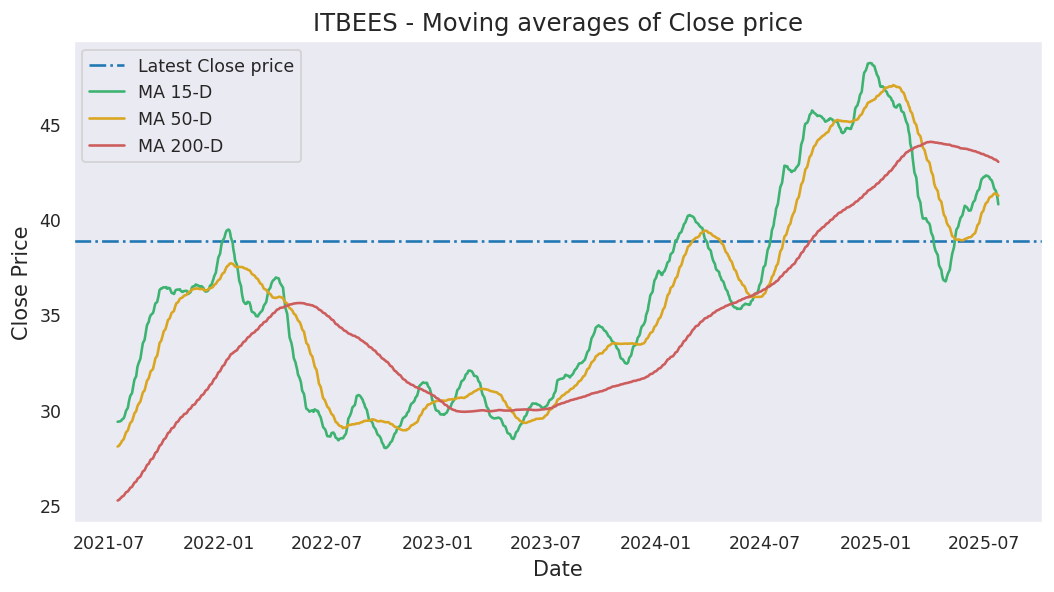 ITBEES - Moving averages of Close price
Latest Close price
MA 15-D
MA 50-D
MA 200-D
Close Price
45
40
35
30
25
2021-07 2022-01 2022-07 2023-01 2023-07 2024-01 2024-07 2025-01 2025-07
Date